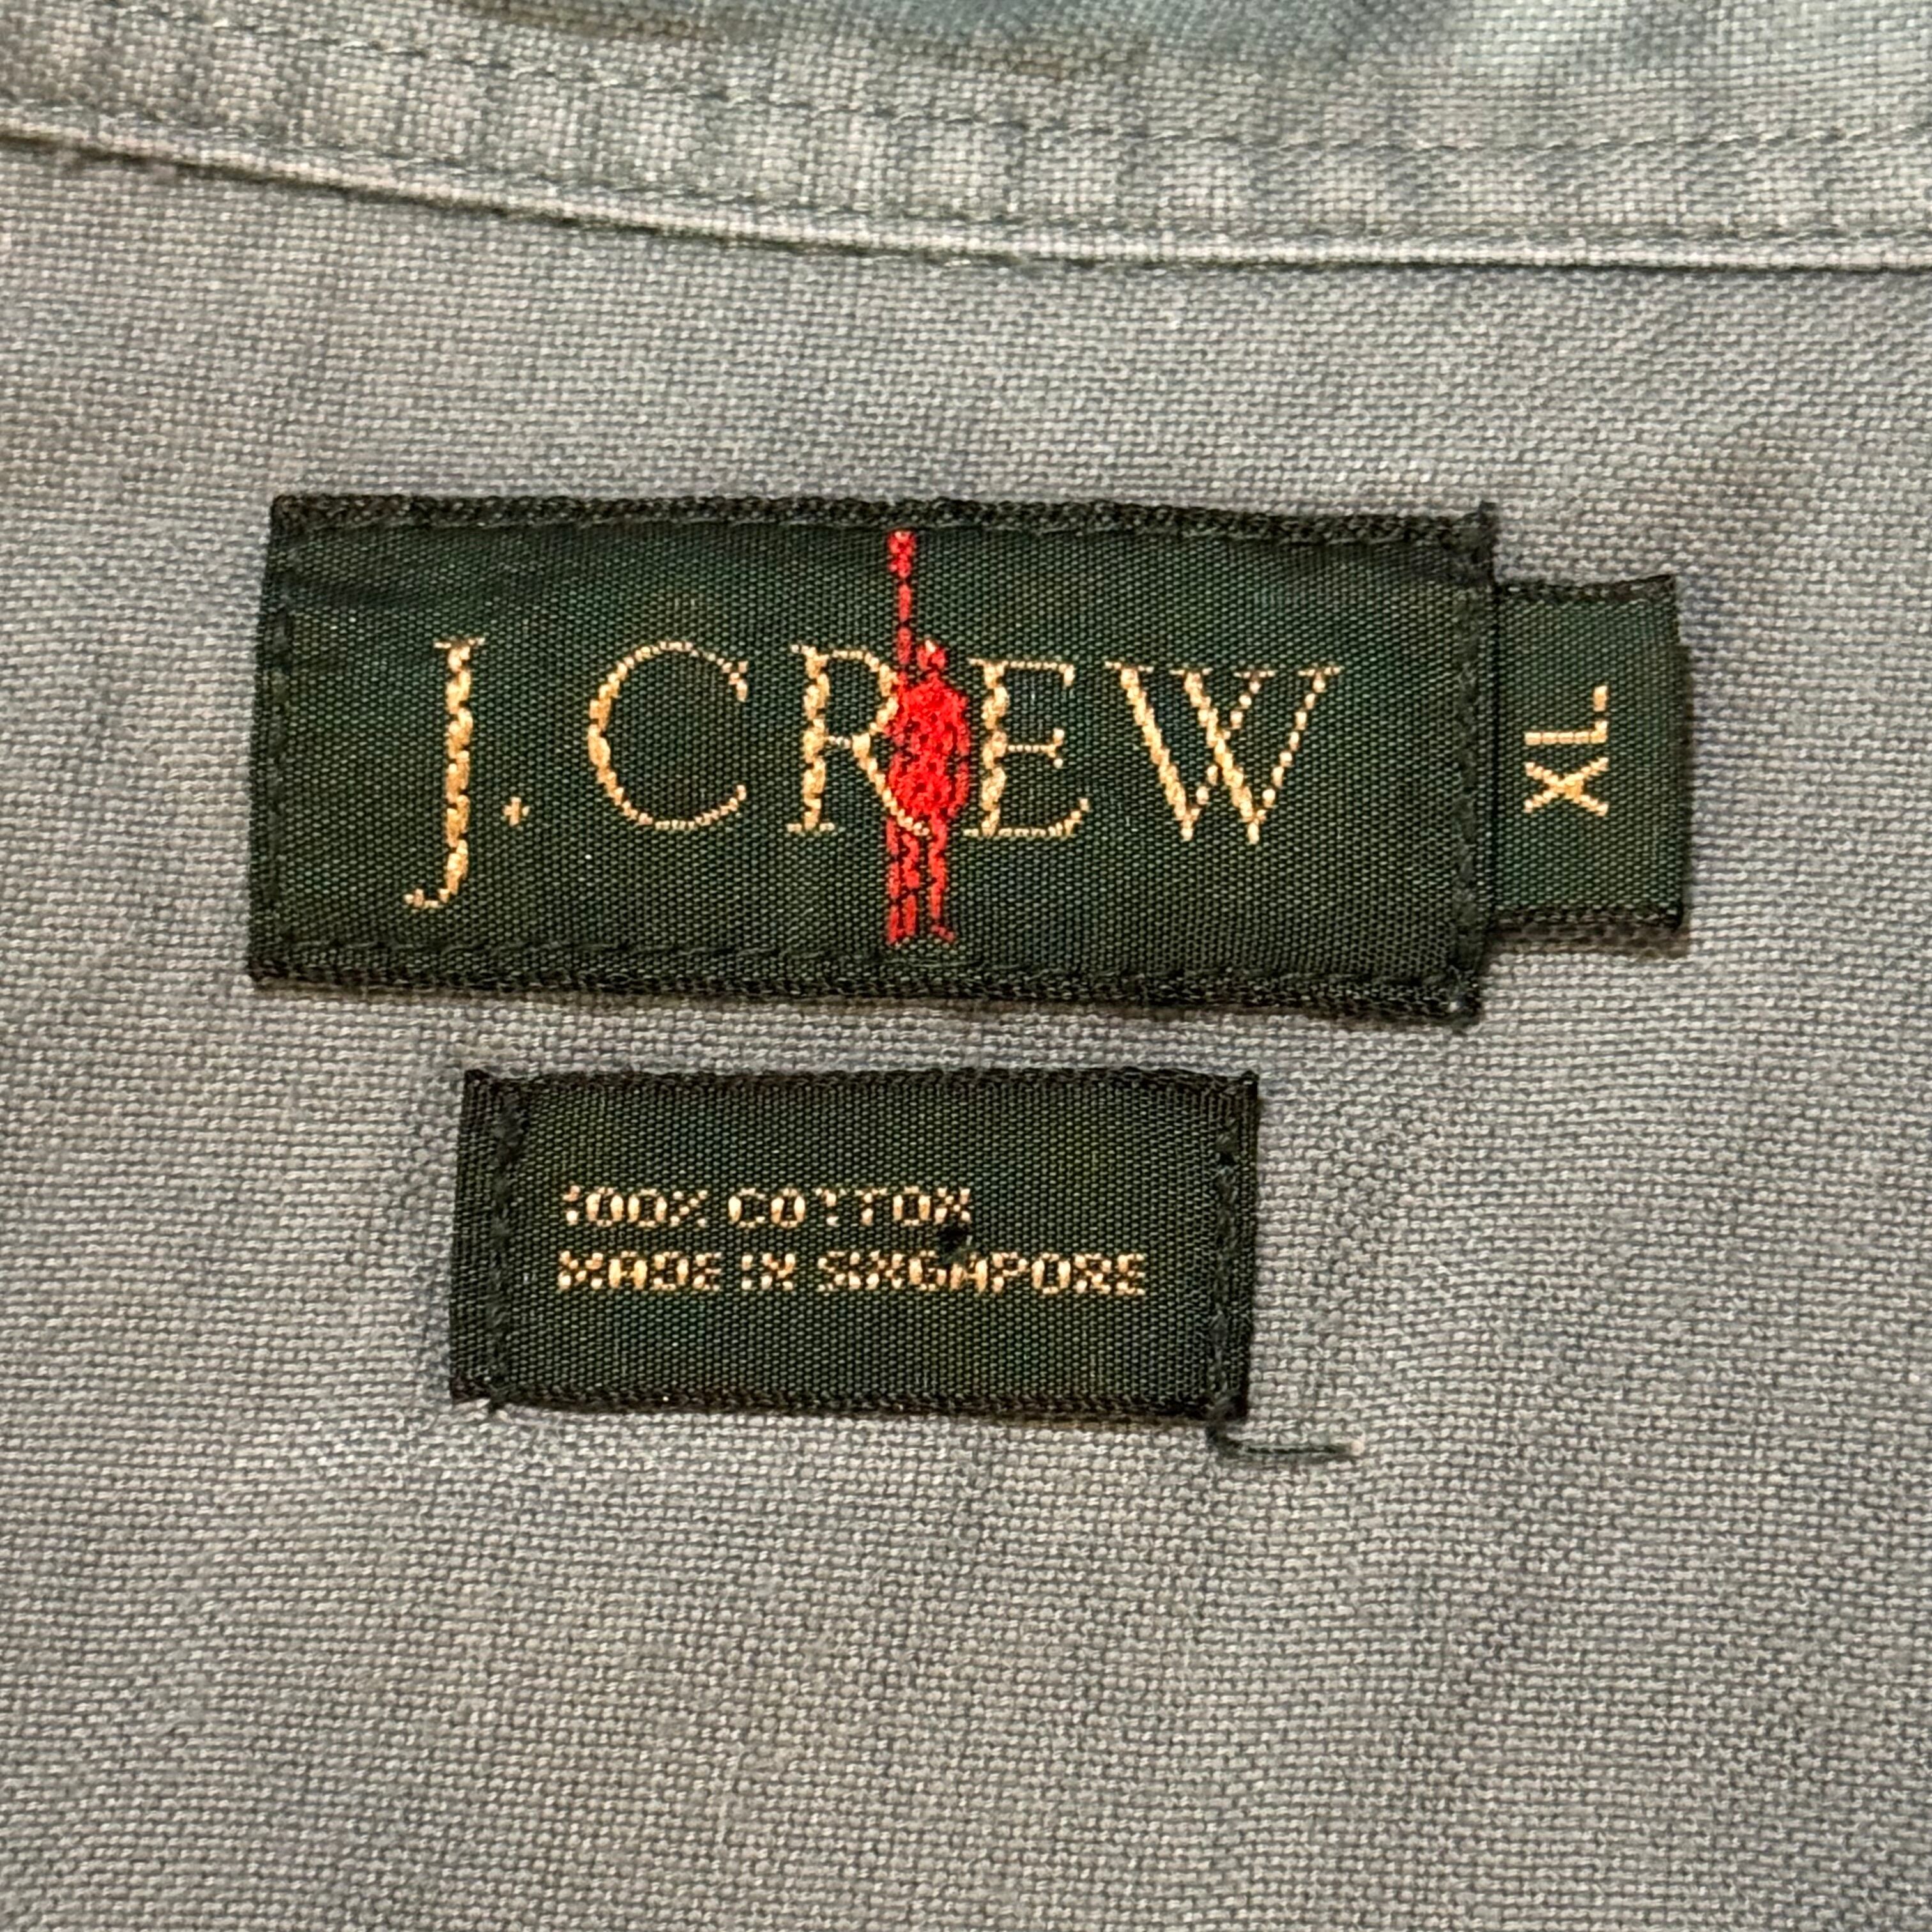 J.CREW
XL
100% COTTON
MADE IN SINGAPORE